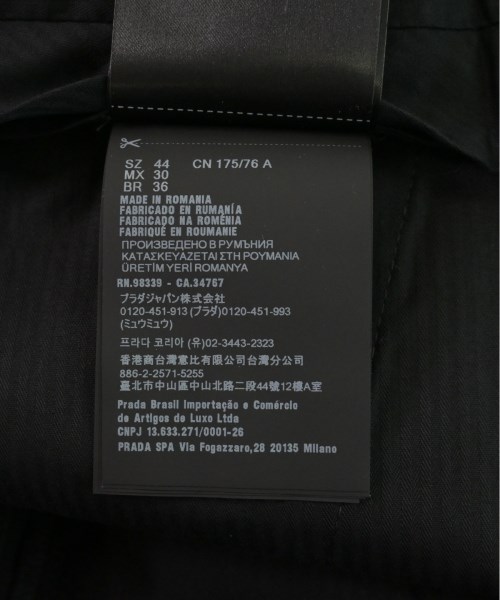 SZ 44 CN 175/76 A
MX 30
BR 36
MADE IN ROMANIA
FABRICADO EN RUMANÍA
FABRICADO NA ROMÊNIA
FABRIQUÉ EN ROUMANIE
ПРОИЗВЕДЕНО В РУМЪНИЯ
ΚΑΤΑΣΚΕΥΑΖΕΤΑΙ ΣΤΗ ΡΟΥΜΑΝΙΑ
ÜRETİM YERİ ROMANYA
RN.98339 - CA.34767
プラダジャパン株式会社
0120-451-913 (プラダ)0120-451-993
(ミュウミュウ)
프라다 코리아 (유)02-3443-2323
香港商台灣意比有限公司台灣分公司
886-2-2571-5255
臺北市中山區中山北路二段44號12樓A室
Prada Brasil Importação e Comércio
de Artigos de Luxo Ltda
CNPJ 13.633.271/0001-26
PRADA SPA Via Fogazzaro,28 20135 Milano